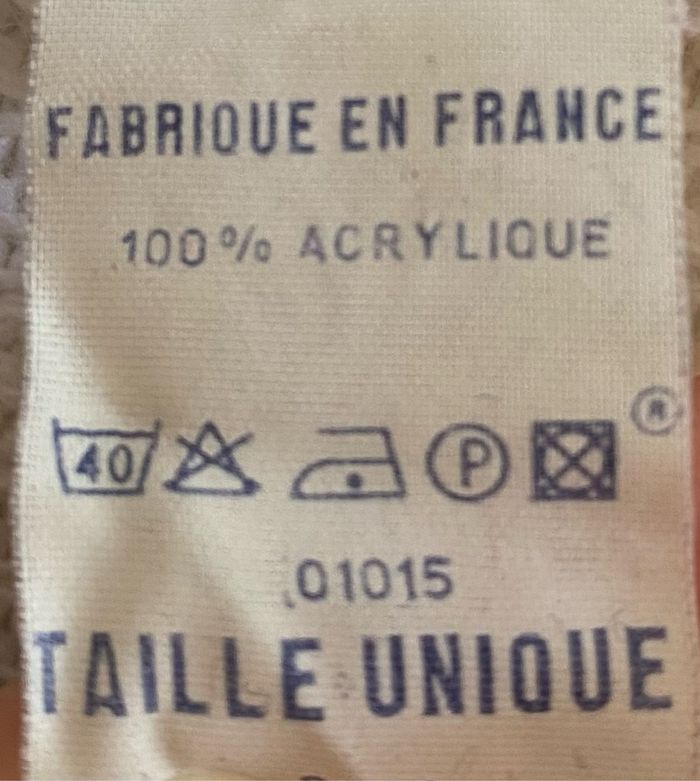 FABRIQUE EN FRANCE
100% ACRYLIQUE
®
40 P
01015
TAILLE UNIQUE